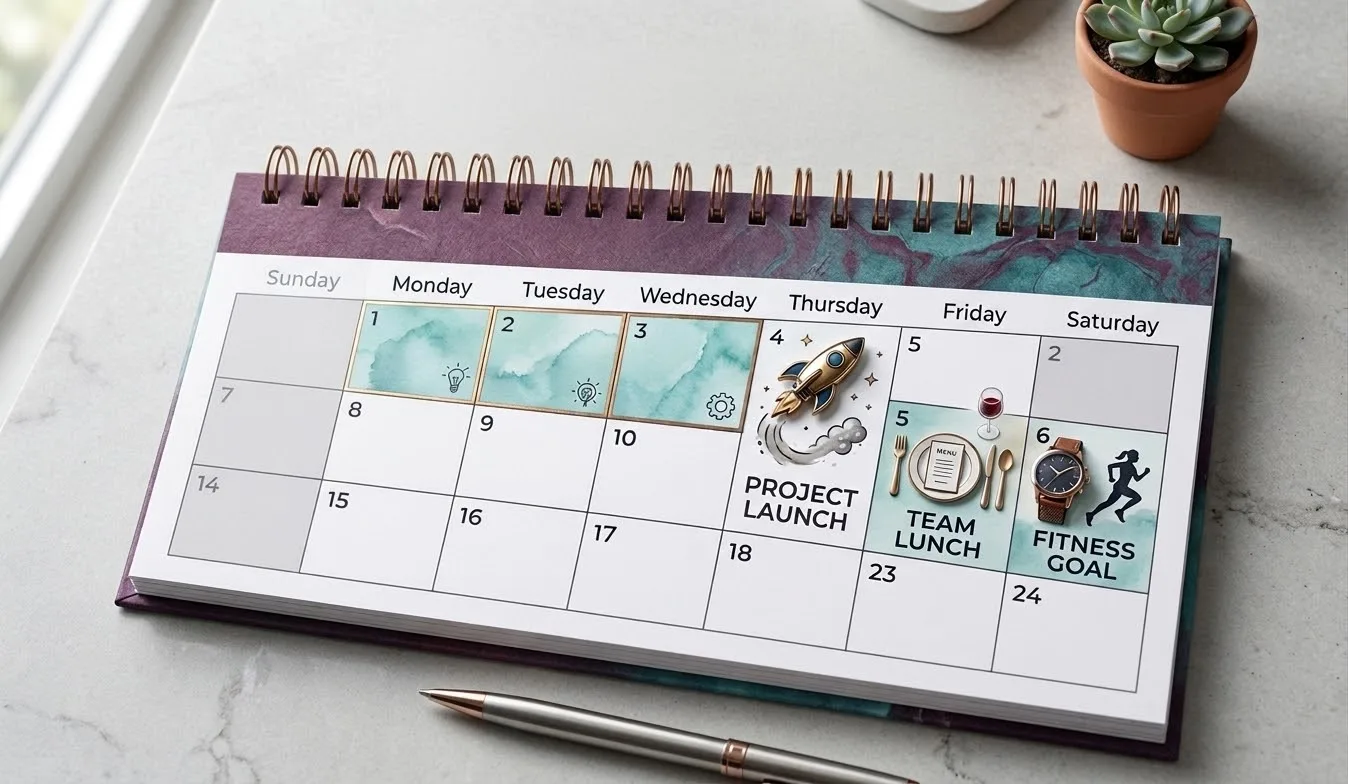 Sunday Monday Tuesday Wednesday Thursday Friday Saturday
1 2 3 4 5 2
7 8 9 10 5 6
MENU
PROJECT
LAUNCH
TEAM
LUNCH
FITNESS
GOAL
14 15 16 17 18 23 24